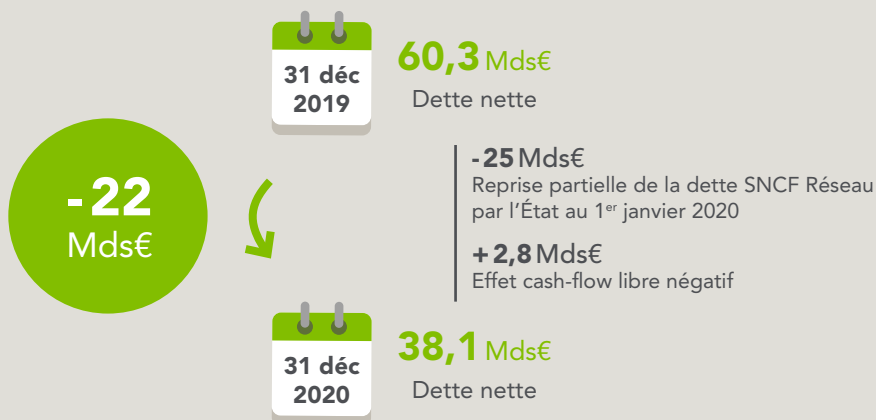 31 déc
2019
60,3 Mds€
Dette nette
-22
Mds€
-25 Mds€
Reprise partielle de la dette SNCF Réseau
par l'État au 1er janvier 2020
+2,8 Mds€
Effet cash-flow libre négatif
31 déc
2020
38,1 Mds€
Dette nette